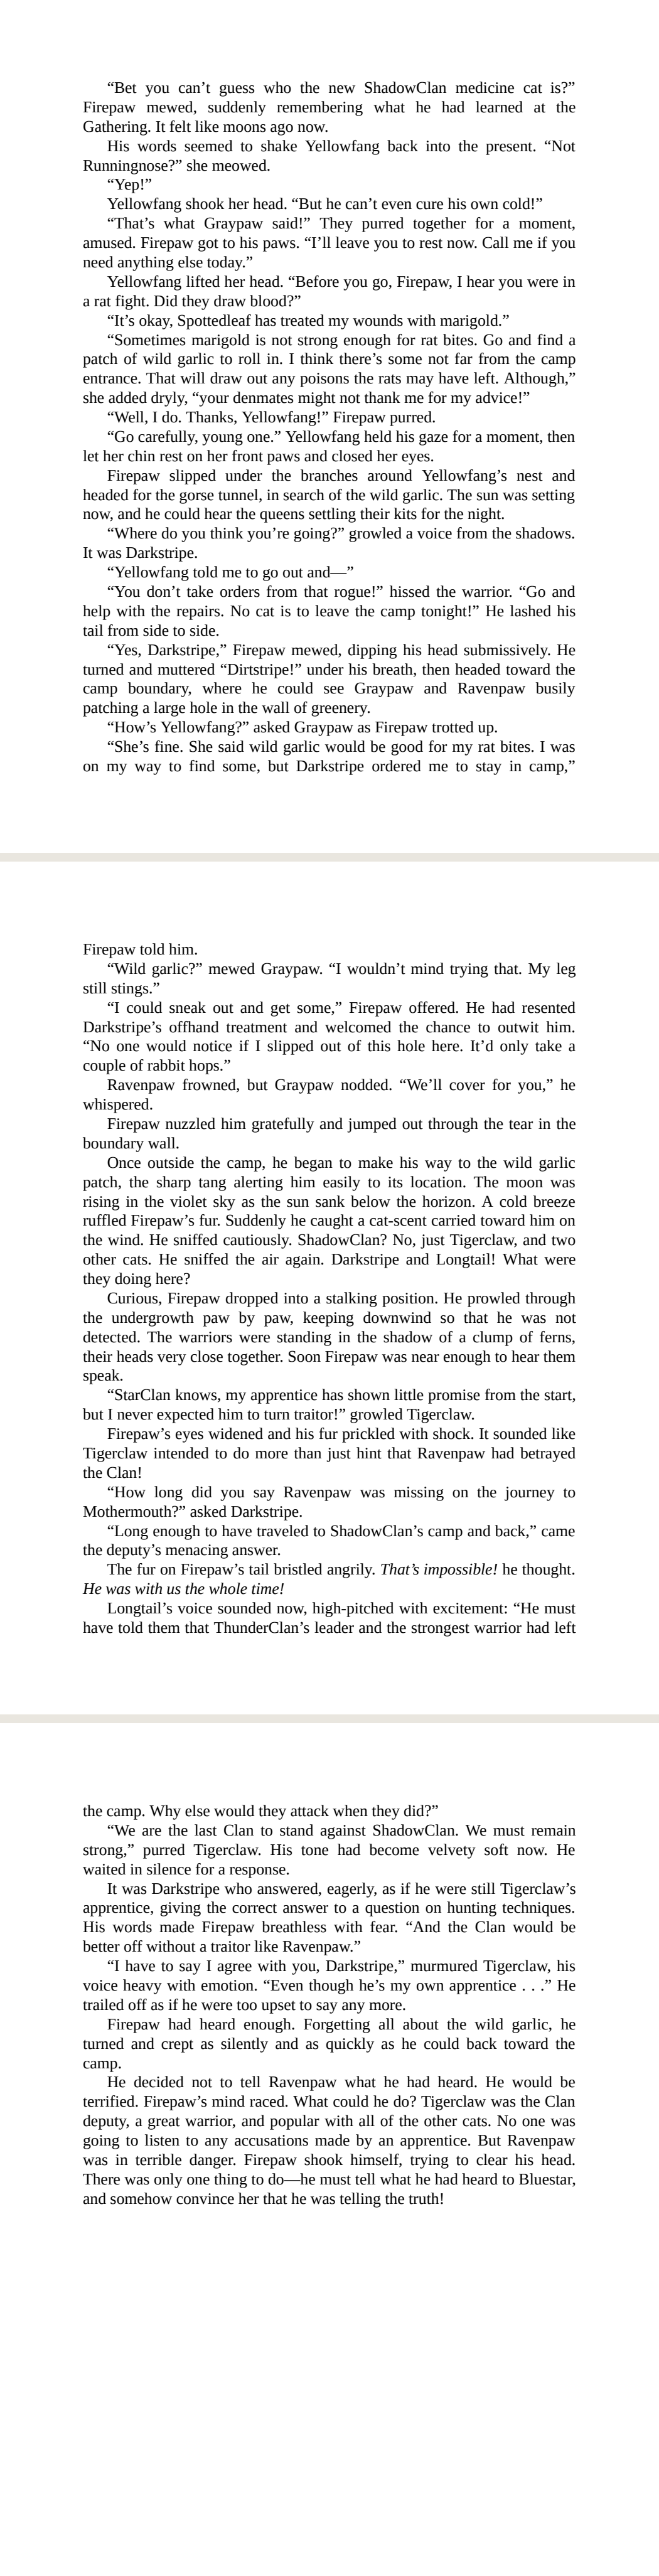 “Bet you can’t guess who the new ShadowClan medicine cat is?”
Firepaw mewed, suddenly remembering what he had learned at the
Gathering. It felt like moons ago now.
His words seemed to shake Yellowfang back into the present. “Not
Runningnose?” she meowed.
“Yep!”
Yellowfang shook her head. “But he can’t even cure his own cold!”
“That’s what Graypaw said!” They purred together for a moment,
amused. Firepaw got to his paws. “I’ll leave you to rest now. Call me if you
need anything else today.”
Yellowfang lifted her head. “Before you go, Firepaw, I hear you were in
a rat fight. Did they draw blood?”
“It’s okay, Spottedleaf has treated my wounds with marigold.”
“Sometimes marigold is not strong enough for rat bites. Go and find a
patch of wild garlic to roll in. I think there’s some not far from the camp
entrance. That will draw out any poisons the rats may have left. Although,”
she added dryly, “your denmates might not thank me for my advice!”
“Well, I do. Thanks, Yellowfang!” Firepaw purred.
“Go carefully, young one.” Yellowfang held his gaze for a moment, then
let her chin rest on her front paws and closed her eyes.
Firepaw slipped under the branches around Yellowfang’s nest and
headed for the gorse tunnel, in search of the wild garlic. The sun was setting
now, and he could hear the queens settling their kits for the night.
“Where do you think you’re going?” growled a voice from the shadows.
It was Darkstripe.
“Yellowfang told me to go out and—”
“You don’t take orders from that rogue!” hissed the warrior. “Go and
help with the repairs. No cat is to leave the camp tonight!” He lashed his
tail from side to side.
“Yes, Darkstripe,” Firepaw mewed, dipping his head submissively. He
turned and muttered “Dirtstripe!” under his breath, then headed toward the
camp boundary, where he could see Graypaw and Ravenpaw busily
patching a large hole in the wall of greenery.
“How’s Yellowfang?” asked Graypaw as Firepaw trotted up.
“She’s fine. She said wild garlic would be good for my rat bites. I was
on my way to find some, but Darkstripe ordered me to stay in camp,”
Firepaw told him.
“Wild garlic?” mewed Graypaw. “I wouldn’t mind trying that. My leg
still stings.”
“I could sneak out and get some,” Firepaw offered. He had resented
Darkstripe’s offhand treatment and welcomed the chance to outwit him.
“No one would notice if I slipped out of this hole here. It’d only take a
couple of rabbit hops.”
Ravenpaw frowned, but Graypaw nodded. “We’ll cover for you,” he
whispered.
Firepaw nuzzled him gratefully and jumped out through the tear in the
boundary wall.
Once outside the camp, he began to make his way to the wild garlic
patch, the sharp tang alerting him easily to its location. The moon was
rising in the violet sky as the sun sank below the horizon. A cold breeze
ruffled Firepaw’s fur. Suddenly he caught a cat-scent carried toward him on
the wind. He sniffed cautiously. ShadowClan? No, just Tigerclaw, and two
other cats. He sniffed the air again. Darkstripe and Longtail! What were
they doing here?
Curious, Firepaw dropped into a stalking position. He prowled through
the undergrowth paw by paw, keeping downwind so that he was not
detected. The warriors were standing in the shadow of a clump of ferns,
their heads very close together. Soon Firepaw was near enough to hear them
speak.
“StarClan knows, my apprentice has shown little promise from the start,
but I never expected him to turn traitor!” growled Tigerclaw.
Firepaw’s eyes widened and his fur prickled with shock. It sounded like
Tigerclaw intended to do more than just hint that Ravenpaw had betrayed
the Clan!
“How long did you say Ravenpaw was missing on the journey to
Mothermouth?” asked Darkstripe.
“Long enough to have traveled to ShadowClan’s camp and back,” came
the deputy’s menacing answer.
The fur on Firepaw’s tail bristled angrily. That’s impossible! he thought.
He was with us the whole time!
Longtail’s voice sounded now, high-pitched with excitement: “He must
have told them that ThunderClan’s leader and the strongest warrior had left
the camp. Why else would they attack when they did?”
“We are the last Clan to stand against ShadowClan. We must remain
strong,” purred Tigerclaw. His tone had become velvety soft now. He
waited in silence for a response.
It was Darkstripe who answered, eagerly, as if he were still Tigerclaw’s
apprentice, giving the correct answer to a question on hunting techniques.
His words made Firepaw breathless with fear. “And the Clan would be
better off without a traitor like Ravenpaw.”
“I have to say I agree with you, Darkstripe,” murmured Tigerclaw, his
voice heavy with emotion. “Even though he’s my own apprentice . . .” He
trailed off as if he were too upset to say any more.
Firepaw had heard enough. Forgetting all about the wild garlic, he
turned and crept as silently and as quickly as he could back toward the
camp.
He decided not to tell Ravenpaw what he had heard. He would be
terrified. Firepaw’s mind raced. What could he do? Tigerclaw was the Clan
deputy, a great warrior, and popular with all of the other cats. No one was
going to listen to any accusations made by an apprentice. But Ravenpaw
was in terrible danger. Firepaw shook himself, trying to clear his head.
There was only one thing to do—he must tell what he had heard to Bluestar,
and somehow convince her that he was telling the truth!